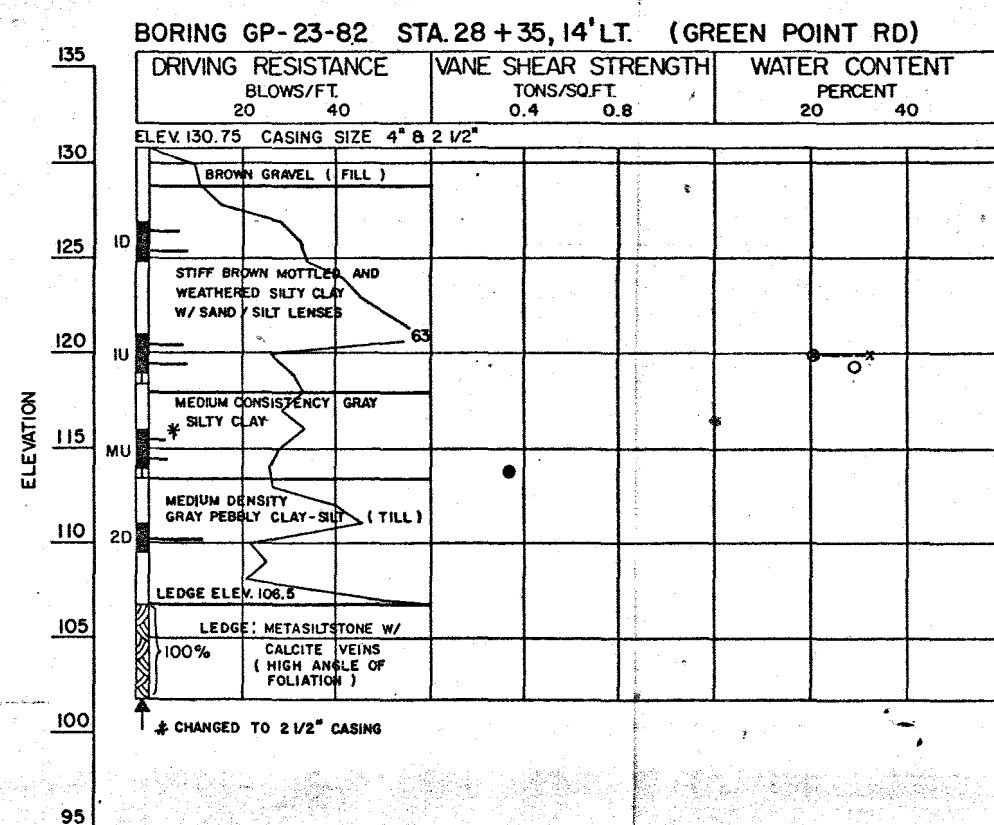 BORING GP-23-82 STA. 28 + 35, 14' LT. (GREEN POINT RD)
135
DRIVING RESISTANCE VANE SHEAR STRENGTH WATER CONTENT
BLOWS/FT. TONS/SQ.FT. PERCENT
20 40 0.4 0.8 20 40
ELEV. 130.75 CASING SIZE 4" & 2 1/2"
130
BROWN GRAVEL ( FILL )
1D
125
STIFF BROWN MOTTLED AND
WEATHERED SILTY CLAY
W/ SAND / SILT LENSES
63
120
1U
MEDIUM CONSISTENCY GRAY
SILTY CLAY
*
ELEVATION
115
MU
MEDIUM DENSITY
GRAY PEBBLY CLAY-SILT ( TILL )
110
2D
LEDGE ELEV. 106.5
105
LEDGE: METASILTSTONE W/
CALCITE VEINS
( HIGH ANGLE OF
FOLIATION )
100%
100
* CHANGED TO 2 1/2" CASING
95